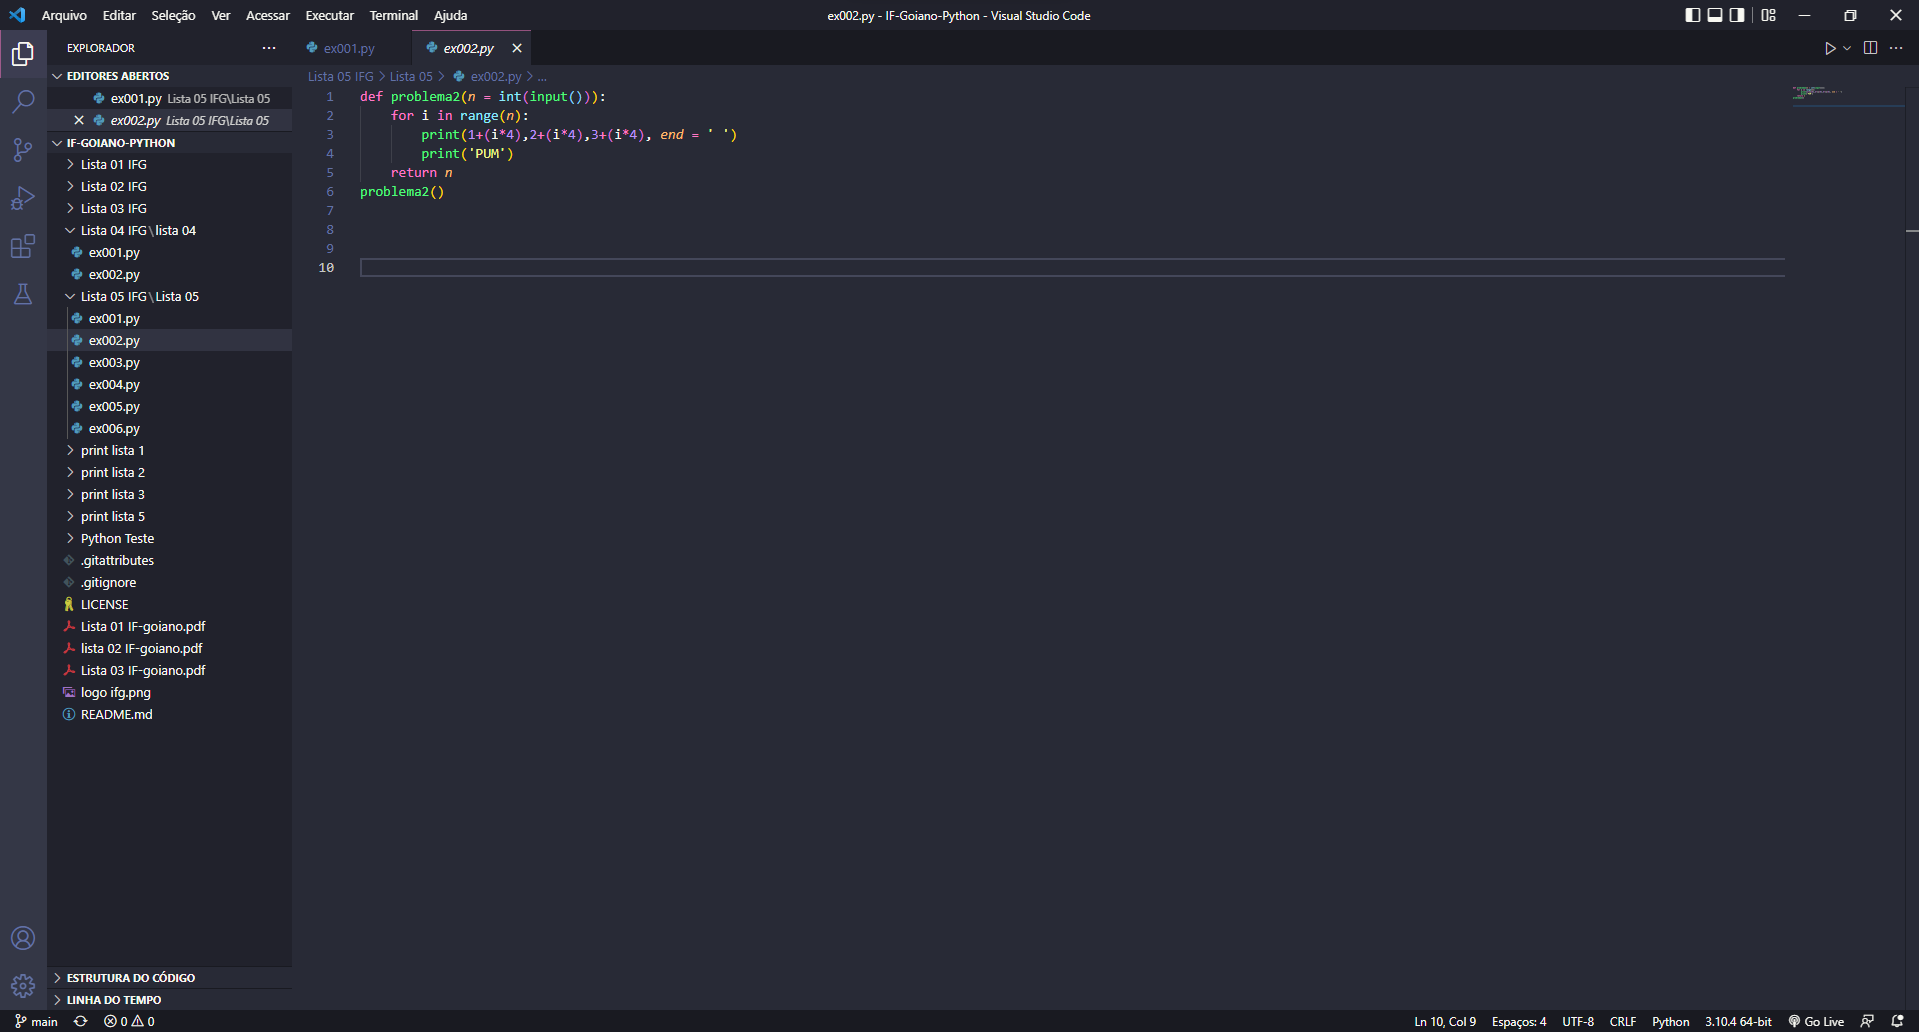 Arquivo Editar Seleção Ver Acessar Executar Terminal Ajuda
ex002.py - IF-Goiano-Python - Visual Studio Code
EXPLORADOR ···
EDITORES ABERTOS
ex001.py Lista 05 IFG\Lista 05
ex002.py Lista 05 IFG\Lista 05
IF-GOIANO-PYTHON
Lista 01 IFG
Lista 02 IFG
Lista 03 IFG
Lista 04 IFG\lista 04
ex001.py
ex002.py
Lista 05 IFG\Lista 05
ex001.py
ex002.py
ex003.py
ex004.py
ex005.py
ex006.py
print lista 1
print lista 2
print lista 3
print lista 5
Python Teste
.gitattributes
.gitignore
LICENSE
Lista 01 IF-goiano.pdf
lista 02 IF-goiano.pdf
Lista 03 IF-goiano.pdf
logo ifg.png
README.md
ESTRUTURA DO CÓDIGO
LINHA DO TEMPO
ex001.py ex002.py
Lista 05 IFG > Lista 05 > ex002.py > ...
1 def problema2(n = int(input())):
2 for i in range(n):
3 print(1+(i*4),2+(i*4),3+(i*4), end = ' ')
4 print('PUM')
5 return n
6 problema2()
7
8
9
10
main 0 0 Ln 10, Col 9 Espaços: 4 UTF-8 CRLF Python 3.10.4 64-bit Go Live